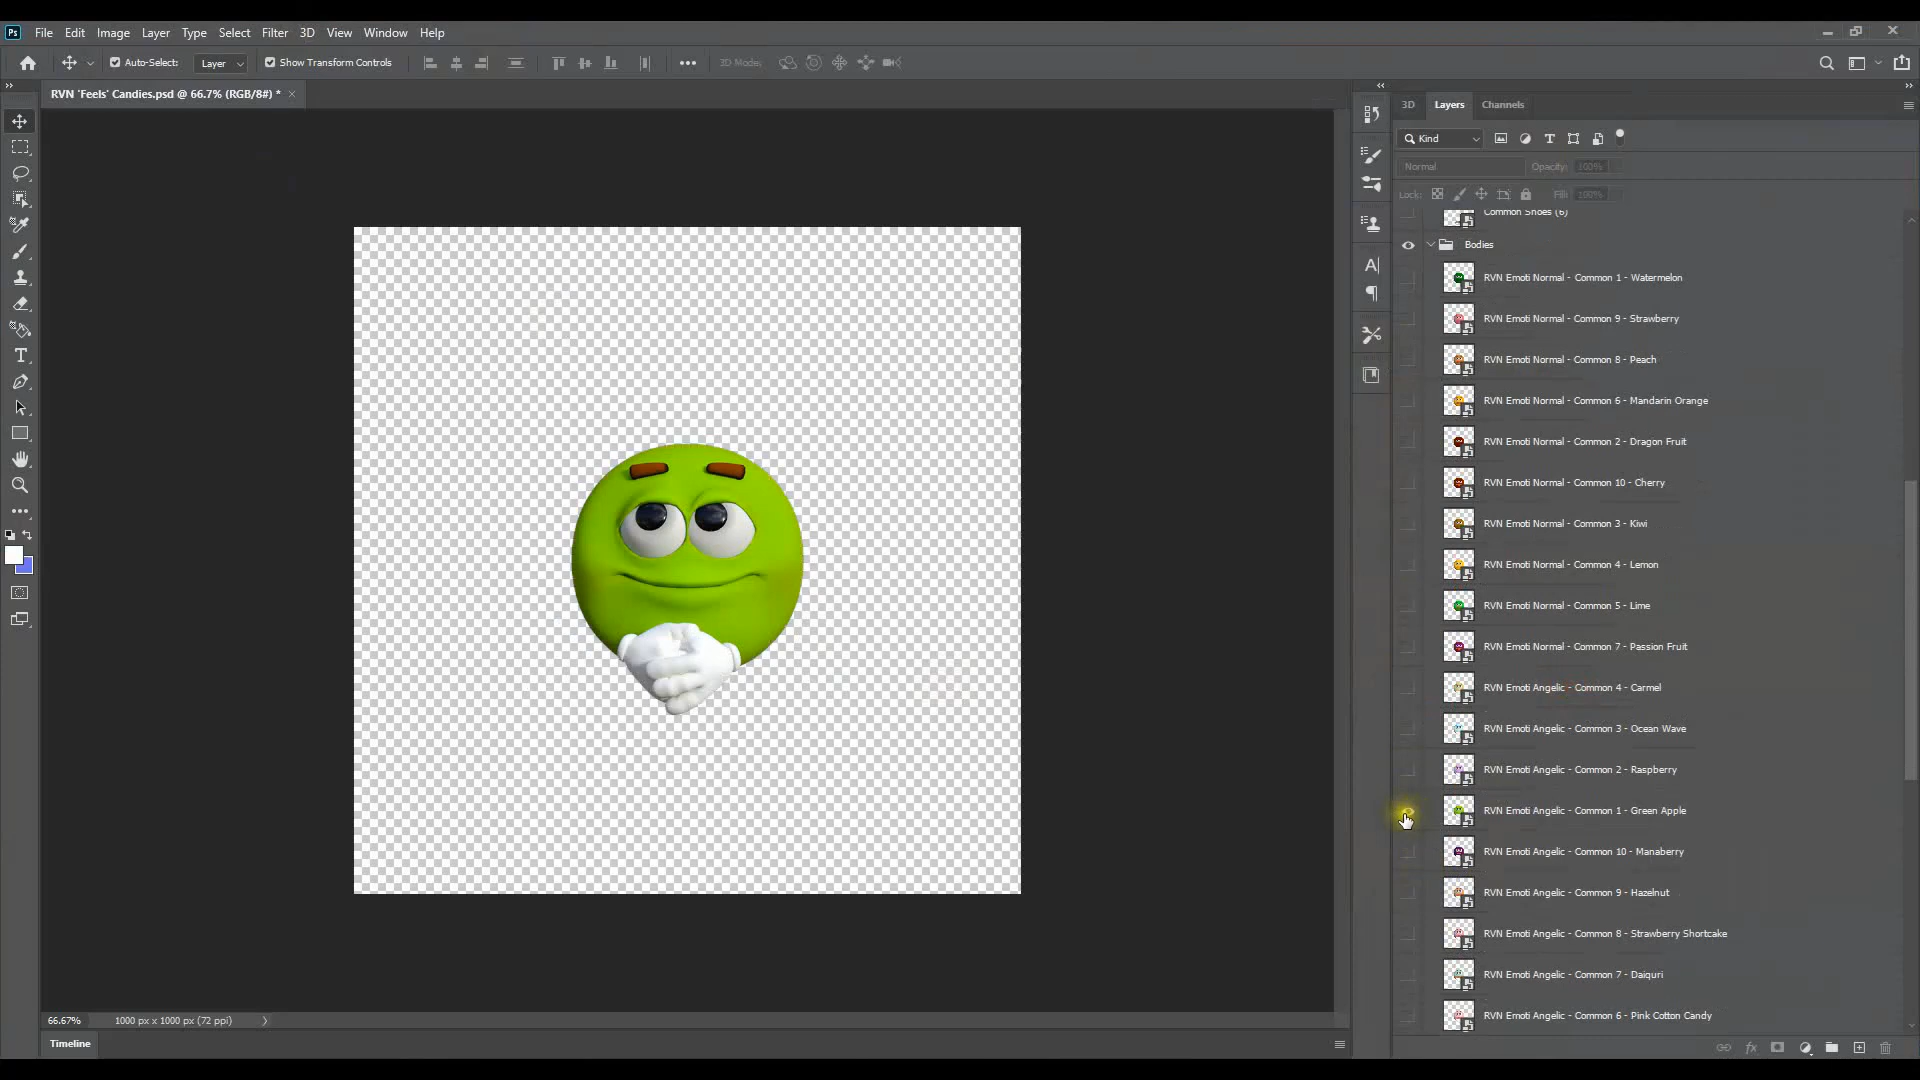 Ps File Edit Image Layer Type Select Filter 3D View Window Help
Auto-Select: Layer Show Transform Controls 3D Mode:
RVN 'Feels' Candies.psd @ 66.7% (RGB/8#) *
3D Layers Channels
Kind
Normal Opacity: 100%
Lock: Fill: 100%
Common Shoes (6)
Bodies
RVN Emoti Normal - Common 1 - Watermelon
RVN Emoti Normal - Common 9 - Strawberry
RVN Emoti Normal - Common 8 - Peach
RVN Emoti Normal - Common 6 - Mandarin Orange
RVN Emoti Normal - Common 2 - Dragon Fruit
RVN Emoti Normal - Common 10 - Cherry
RVN Emoti Normal - Common 3 - Kiwi
RVN Emoti Normal - Common 4 - Lemon
RVN Emoti Normal - Common 5 - Lime
RVN Emoti Normal - Common 7 - Passion Fruit
RVN Emoti Angelic - Common 4 - Carmel
RVN Emoti Angelic - Common 3 - Ocean Wave
RVN Emoti Angelic - Common 2 - Raspberry
RVN Emoti Angelic - Common 1 - Green Apple
RVN Emoti Angelic - Common 10 - Manaberry
RVN Emoti Angelic - Common 9 - Hazelnut
RVN Emoti Angelic - Common 8 - Strawberry Shortcake
RVN Emoti Angelic - Common 7 - Daiquri
RVN Emoti Angelic - Common 6 - Pink Cotton Candy
66.67% 1000 px x 1000 px (72 ppi)
Timeline
fx